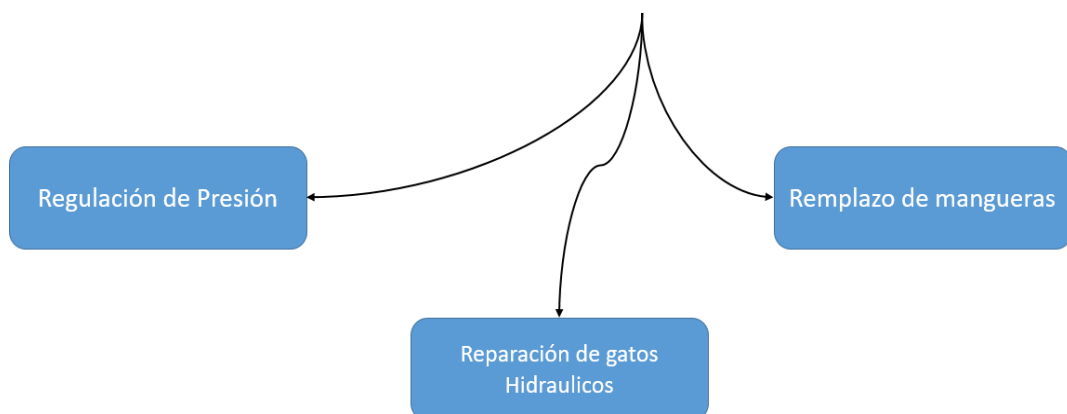 Regulación de Presión
Remplazo de mangueras
Reparación de gatos
Hidraulicos